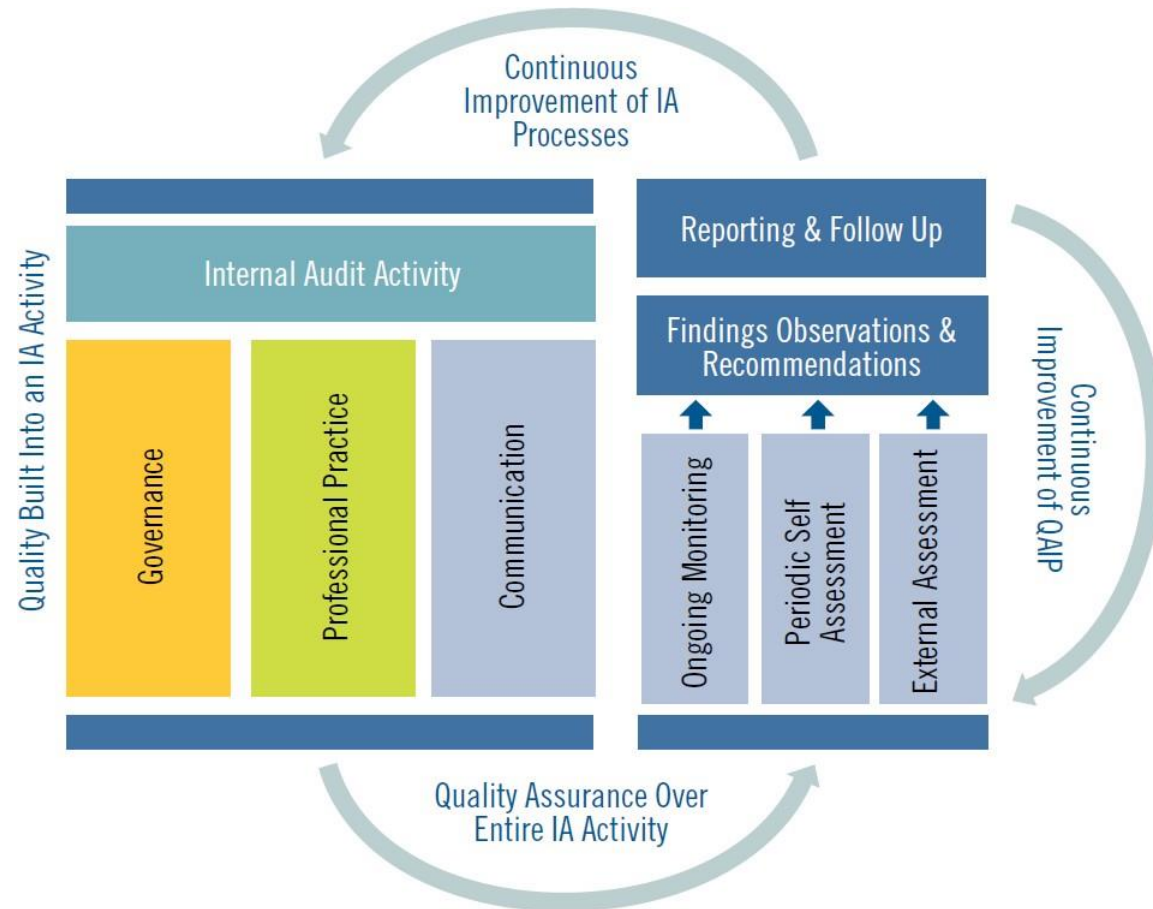 Continuous
Improvement of IA
Processes
Quality Built Into an IA Activity
Internal Audit Activity
Governance
Professional Practice
Communication
Reporting & Follow Up
Findings Observations &
Recommendations
Ongoing Monitoring
Periodic Self
Assessment
External Assessment
Continuous
Improvement of QAIP
Quality Assurance Over
Entire IA Activity